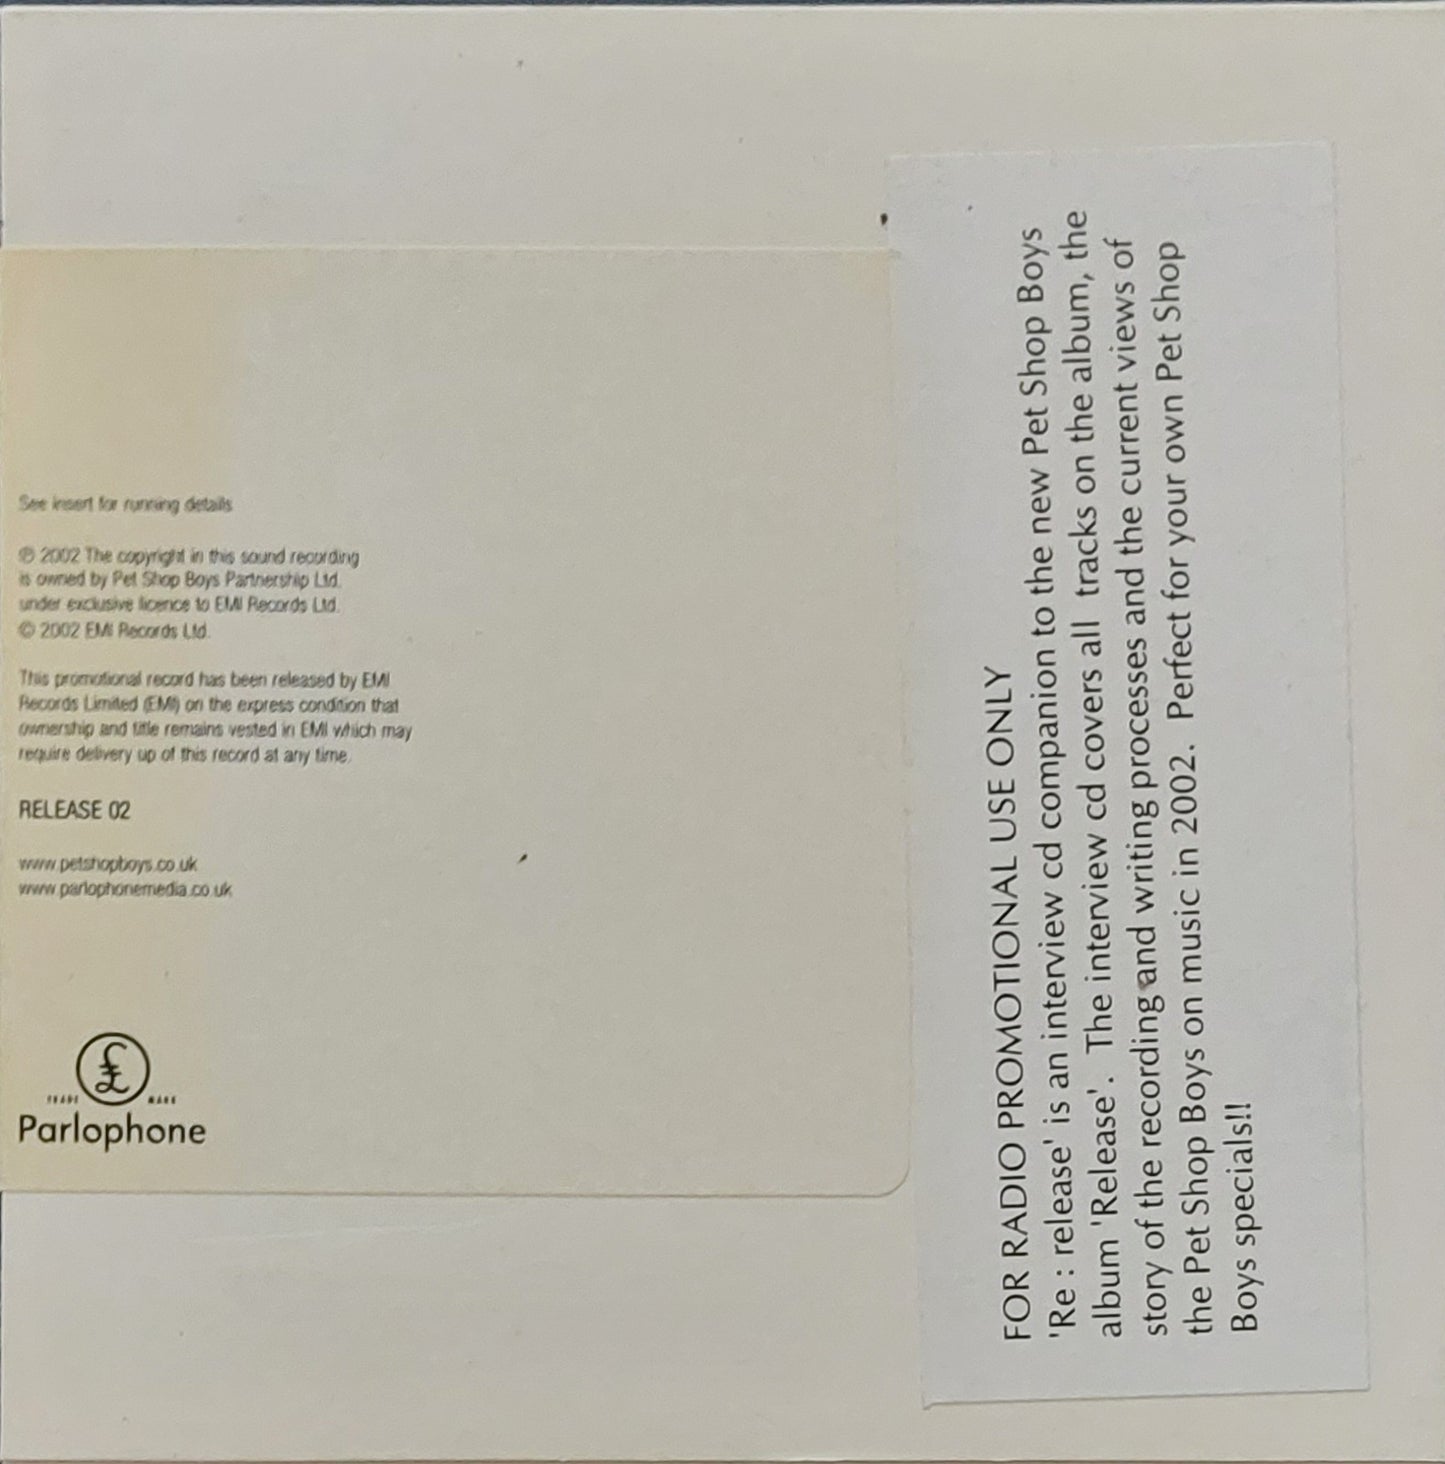 See insert for running details
℗ 2002 The copyright in this sound recording
is owned by Pet Shop Boys Partnership Ltd.
under exclusive licence to EMI Records Ltd.
© 2002 EMI Records Ltd.
This promotional record has been released by EMI
Records Limited (EMI) on the express condition that
ownership and title remains vested in EMI which may
require delivery up of this record at any time.
RELEASE 02
www.petshopboys.co.uk
www.parlophonemedia.co.uk
£
TRADE MARK
Parlophone
FOR RADIO PROMOTIONAL USE ONLY
'Re : release' is an interview cd companion to the new Pet Shop Boys
album 'Release'. The interview cd covers all tracks on the album, the
story of the recording and writing processes and the current views of
the Pet Shop Boys on music in 2002. Perfect for your own Pet Shop
Boys specials!!